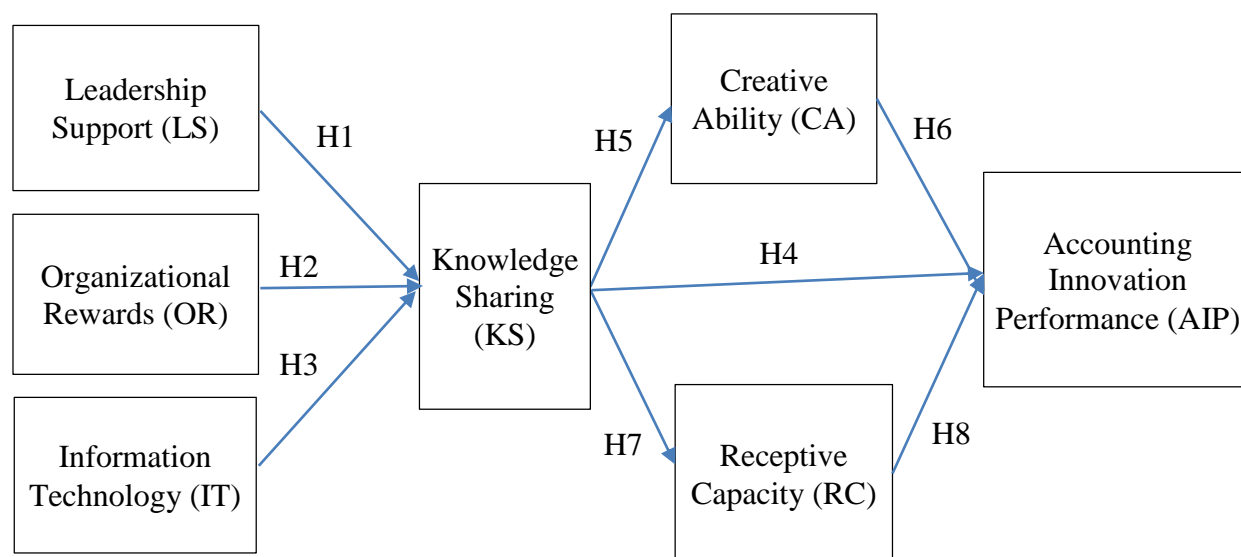 Leadership
Support (LS)
H1
Organizational
Rewards (OR)
H2
H3
Information
Technology (IT)
Knowledge
Sharing
(KS)
H5
Creative
Ability (CA)
H6
H4
H7
Receptive
Capacity (RC)
H8
Accounting
Innovation
Performance (AIP)